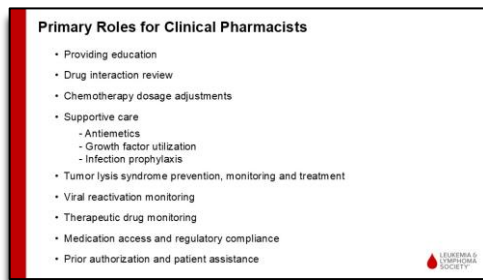 Primary Roles for Clinical Pharmacists
• Providing education
• Drug interaction review
• Chemotherapy dosage adjustments
• Supportive care
- Antiemetics
- Growth factor utilization
- Infection prophylaxis
• Tumor lysis syndrome prevention, monitoring and treatment
• Viral reactivation monitoring
• Therapeutic drug monitoring
• Medication access and regulatory compliance
• Prior authorization and patient assistance
LEUKEMIA &
LYMPHOMA
SOCIETY